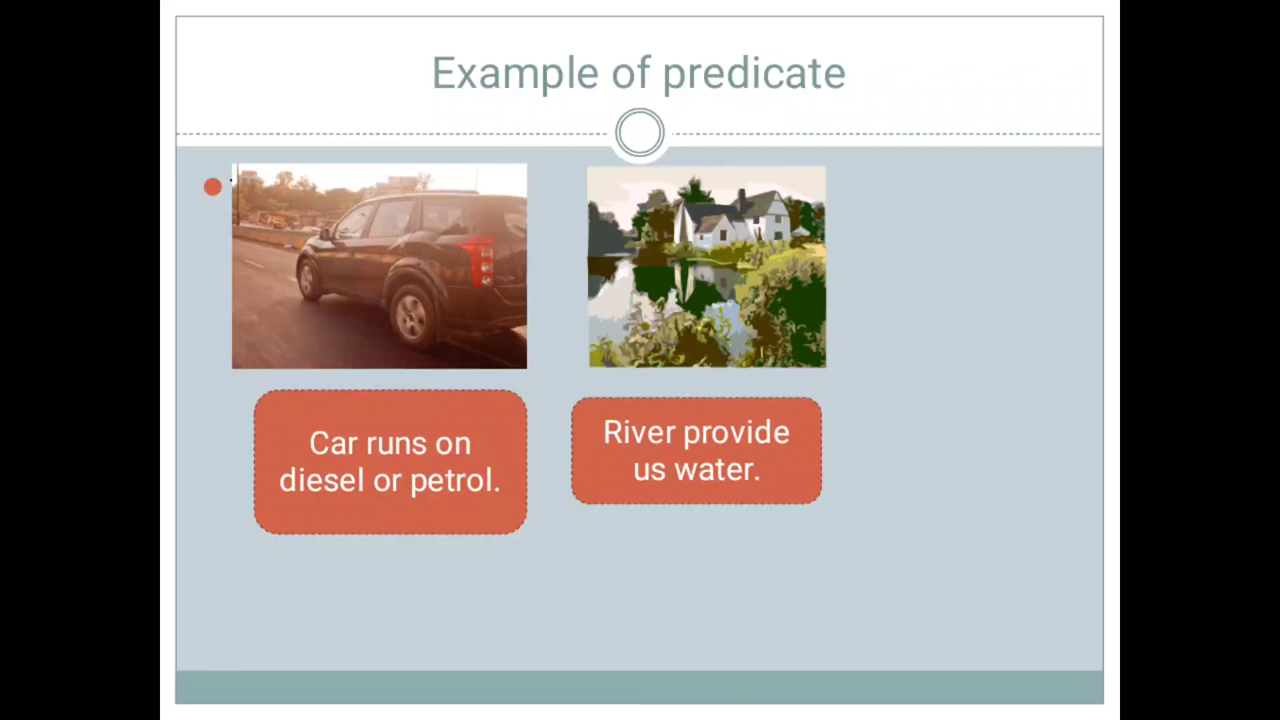 Example of predicate
Car runs on
diesel or petrol.
River provide
us water.